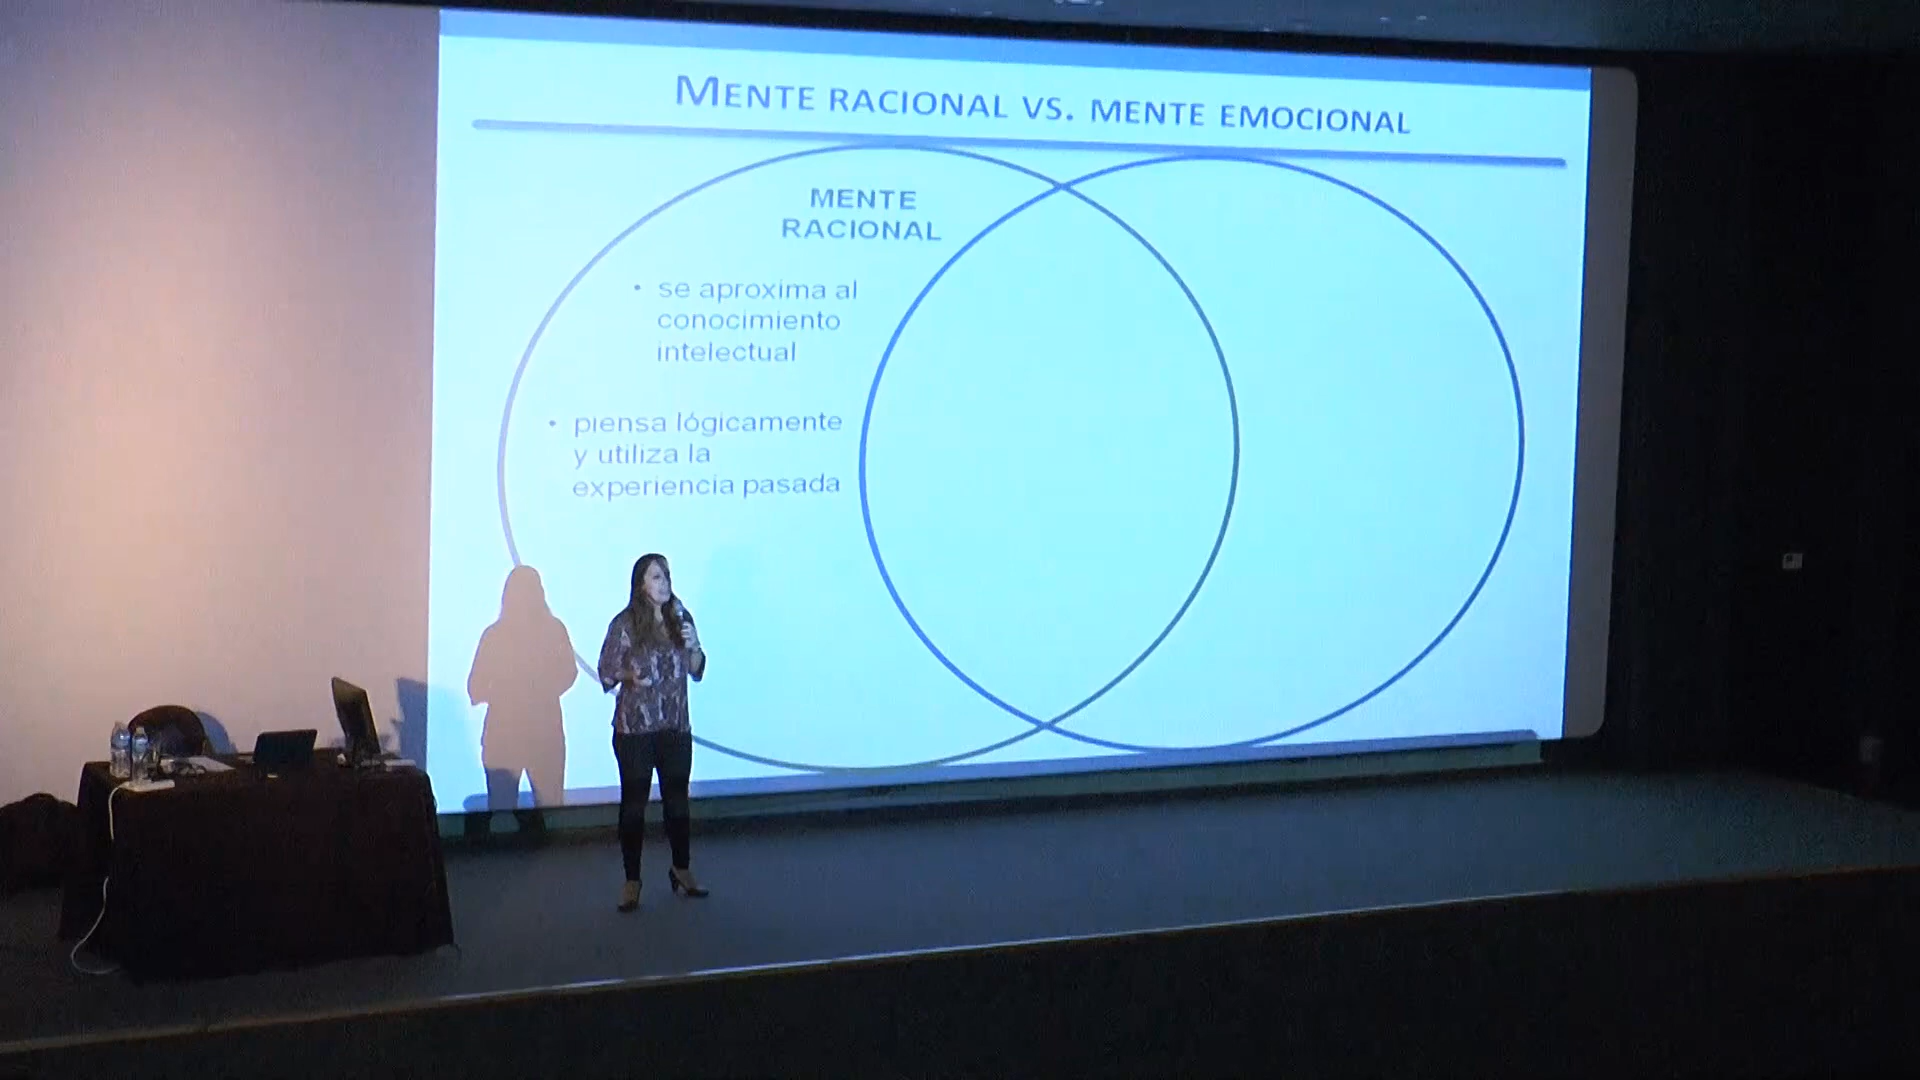 MENTE RACIONAL VS. MENTE EMOCIONAL
MENTE
RACIONAL
• se aproxima al
conocimiento
intelectual
• piensa lógicamente
y utiliza la
experiencia pasada